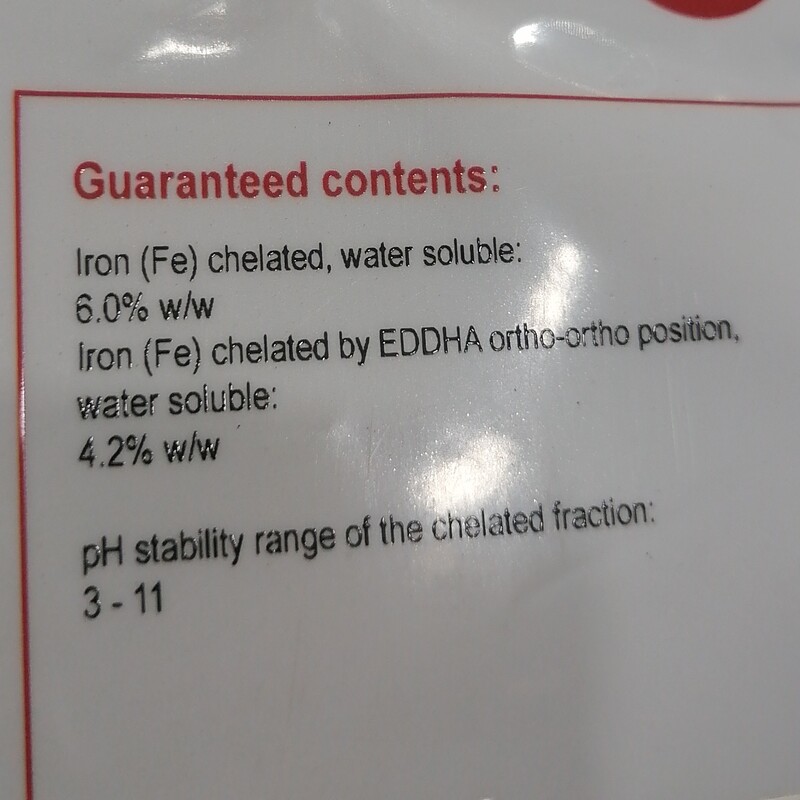 Guaranteed contents:
Iron (Fe) chelated, water soluble:
6.0% w/w
Iron (Fe) chelated by EDDHA ortho-ortho position,
water soluble:
4.2% w/w
pH stability range of the chelated fraction:
3 - 11